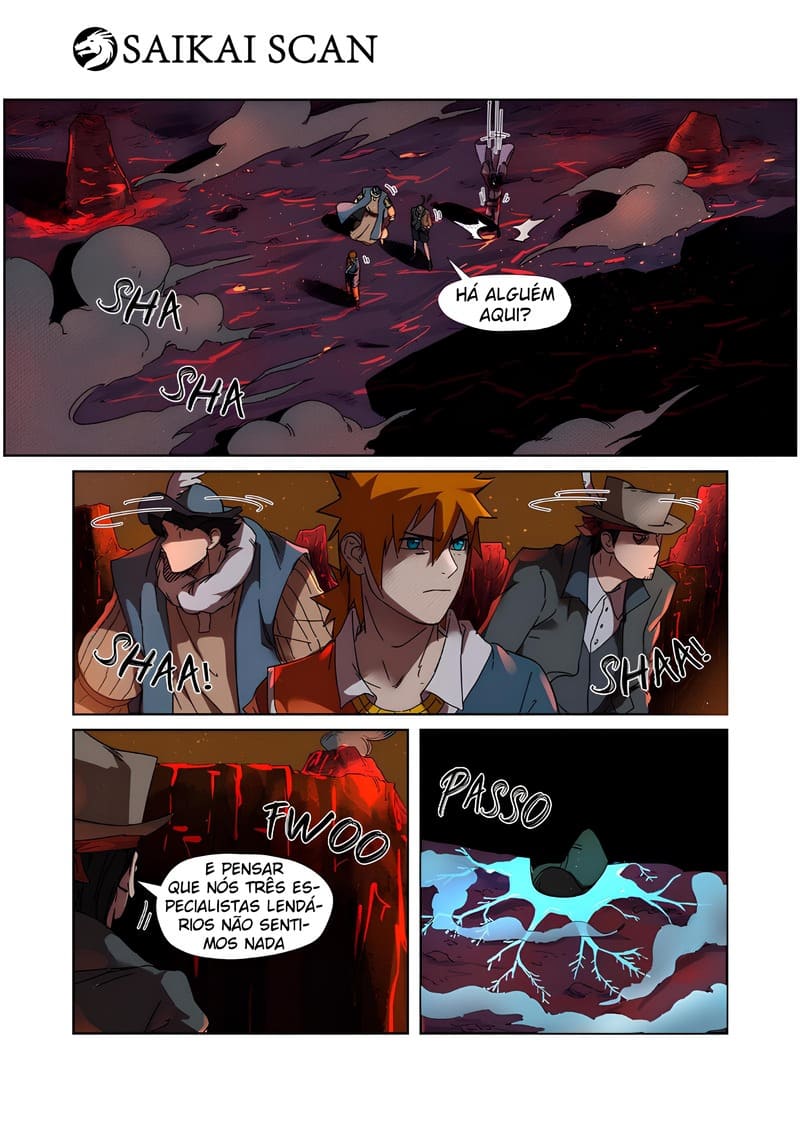 SAIKAI SCAN
HÁ ALGUÉM
AQUI?
SHA
SHA
SHAA!
SHAA!
FWOO
E PENSAR
QUE NÓS TRÊS ES-
PECIALISTAS LENDÁ-
RIOS NÃO SENTI-
MOS NADA
PASSO